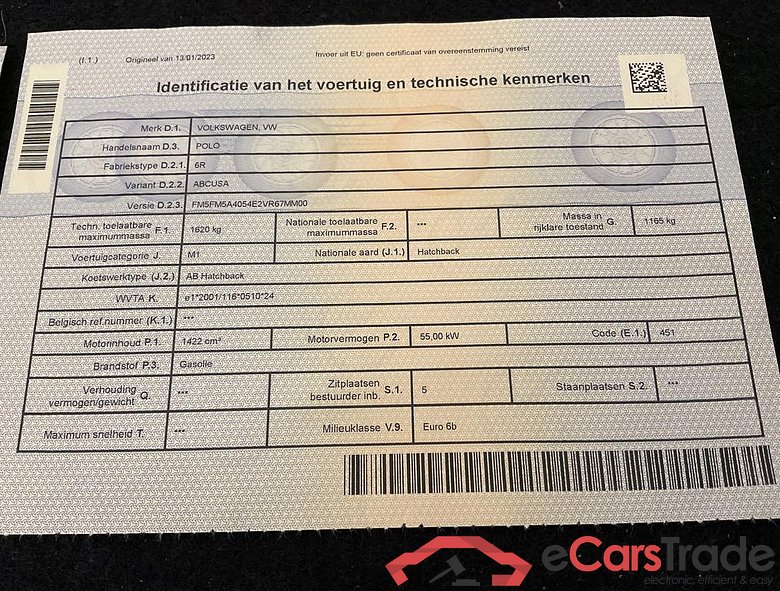 (I.1.) Origineel van 13/01/2023 Invoer uit EU: geen certificaat van overeenstemming vereist
Identificatie van het voertuig en technische kenmerken
Merk D.1. VOLKSWAGEN, VW
Handelsnaam D.3. POLO
Fabriekstype D.2.1. 6R
Variant D.2.2. ABCUSA
Versie D.2.3. FM5FM5A4054E2VR67MM00
Techn. toelaatbare maximummassa F.1. 1620 kg Nationale toelaatbare maximummassa F.2. --- Massa in rijklare toestand G. 1165 kg
Voertuigcategorie J. M1 Nationale aard (J.1.) Hatchback
Koetswerktype (J.2.) AB Hatchback
WVTA K. e1*2001/116*0510*24
Belgisch ref.nummer (K.1.) ---
Motorinhoud P.1. 1422 cm³ Motorvermogen P.2. 55,00 kW Code (E.1.) 451
Brandstof P.3. Gasolie
Verhouding vermogen/gewicht Q. --- Zitplaatsen bestuurder inb. S.1. 5 Staanplaatsen S.2. ---
Maximum snelheid T. --- Milieuklasse V.9. Euro 6b
eCarsTrade
electronic, efficient & easy